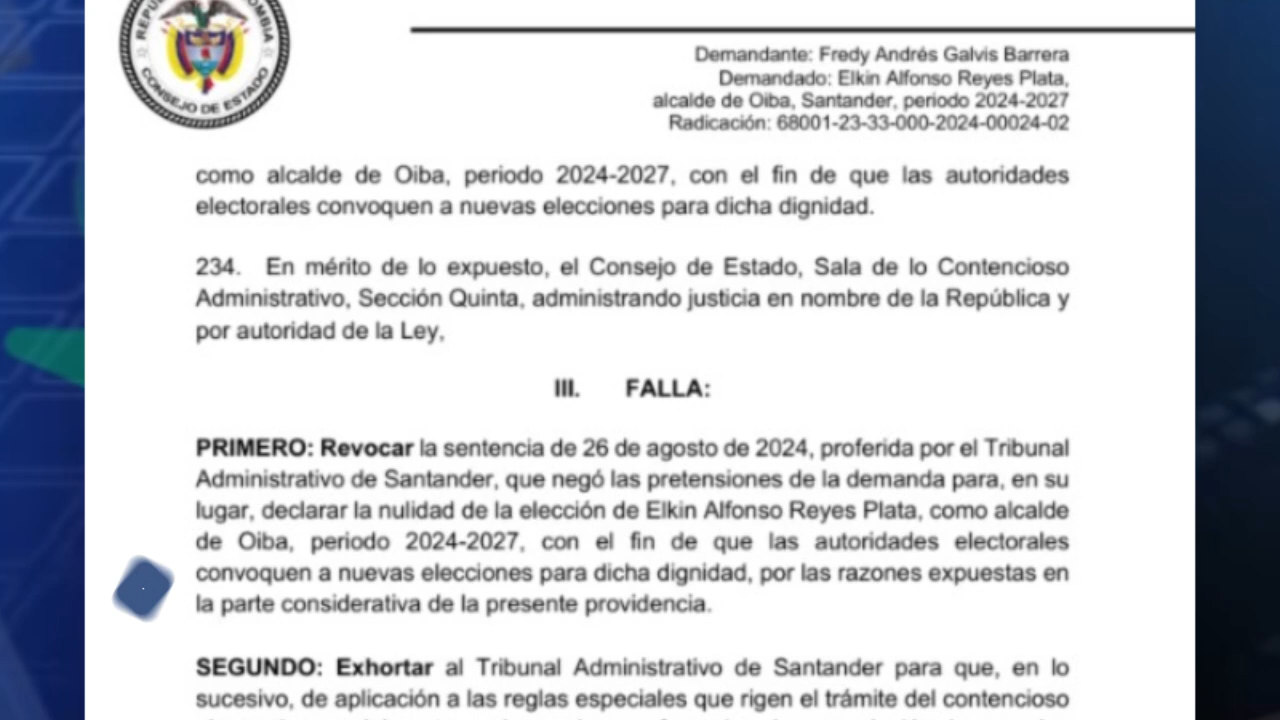 CONSEJO DE ESTADO
Demandante: Fredy Andrés Galvis Barrera
Demandado: Elkin Alfonso Reyes Plata,
alcalde de Oiba, Santander, periodo 2024-2027
Radicación: 68001-23-33-000-2024-00024-02
como alcalde de Oiba, periodo 2024-2027, con el fin de que las autoridades
electorales convoquen a nuevas elecciones para dicha dignidad.
234. En mérito de lo expuesto, el Consejo de Estado, Sala de lo Contencioso
Administrativo, Sección Quinta, administrando justicia en nombre de la República y
por autoridad de la Ley,
III. FALLA:
PRIMERO: Revocar la sentencia de 26 de agosto de 2024, proferida por el Tribunal
Administrativo de Santander, que negó las pretensiones de la demanda para, en su
lugar, declarar la nulidad de la elección de Elkin Alfonso Reyes Plata, como alcalde
de Oiba, periodo 2024-2027, con el fin de que las autoridades electorales
convoquen a nuevas elecciones para dicha dignidad, por las razones expuestas en
la parte considerativa de la presente providencia.
SEGUNDO: Exhortar al Tribunal Administrativo de Santander para que, en lo
sucesivo, de aplicación a las reglas especiales que rigen el trámite del contencioso